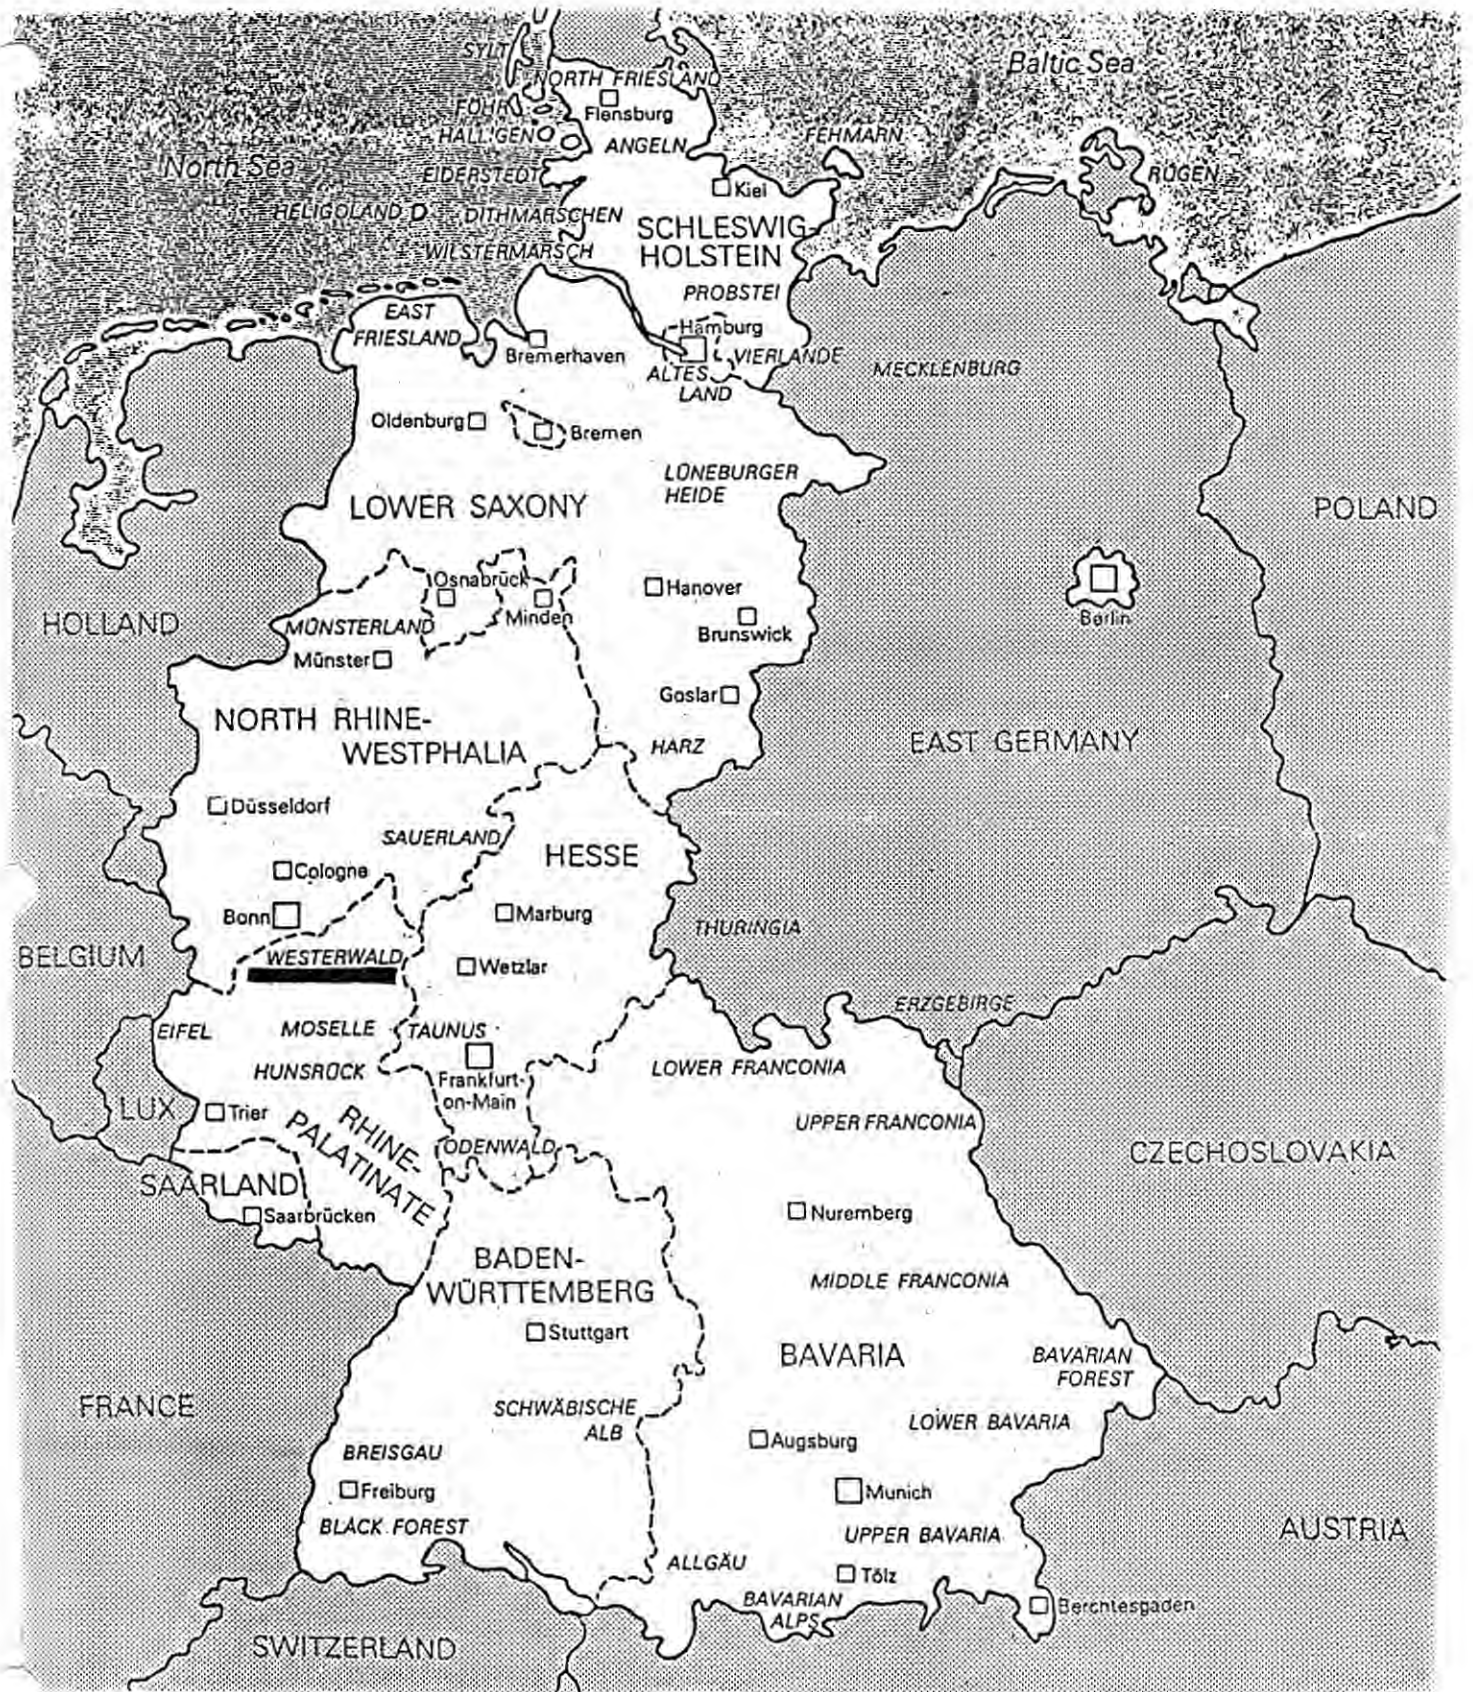 SYLT
Baltic Sea
NORTH FRIESLAND
FÖHR
Flensburg
HALLIGEN
ANGELN
FEHMARN
North Sea
EIDERSTEDT
RÜGEN
Kiel
HELIGOLAND
DITHMARSCHEN
SCHLESWIG-
HOLSTEIN
WILSTERMARSCH
PROBSTEI
EAST
FRIESLAND
Hamburg
Bremerhaven
VIERLANDE
ALTES
LAND
MECKLENBURG
Oldenburg
Bremen
LÜNEBURGER
HEIDE
LOWER SAXONY
POLAND
Osnabrück
Hanover
Minden
Berlin
HOLLAND
MÜNSTERLAND
Brunswick
Münster
Goslar
NORTH RHINE-
WESTPHALIA
HARZ
EAST GERMANY
Düsseldorf
SAUERLAND
HESSE
Cologne
Bonn
Marburg
THURINGIA
BELGIUM
WESTERWALD
Wetzlar
ERZGEBIRGE
EIFEL
MOSELLE
TAUNUS
HUNSRÜCK
LOWER FRANCONIA
Frankfurt-
on-Main
LUX
Trier
RHINE-
PALATINATE
UPPER FRANCONIA
ODENWALD
CZECHOSLOVAKIA
SAARLAND
Saarbrücken
Nuremberg
BADEN-
WÜRTTEMBERG
MIDDLE FRANCONIA
Stuttgart
BAVARIA
BAVARIAN
FOREST
FRANCE
SCHWÄBISCHE
ALB
LOWER BAVARIA
Augsburg
BREISGAU
Freiburg
Munich
BLACK FOREST
UPPER BAVARIA
AUSTRIA
ALLGÄU
Tölz
BAVARIAN
ALPS
Berchtesgaden
SWITZERLAND